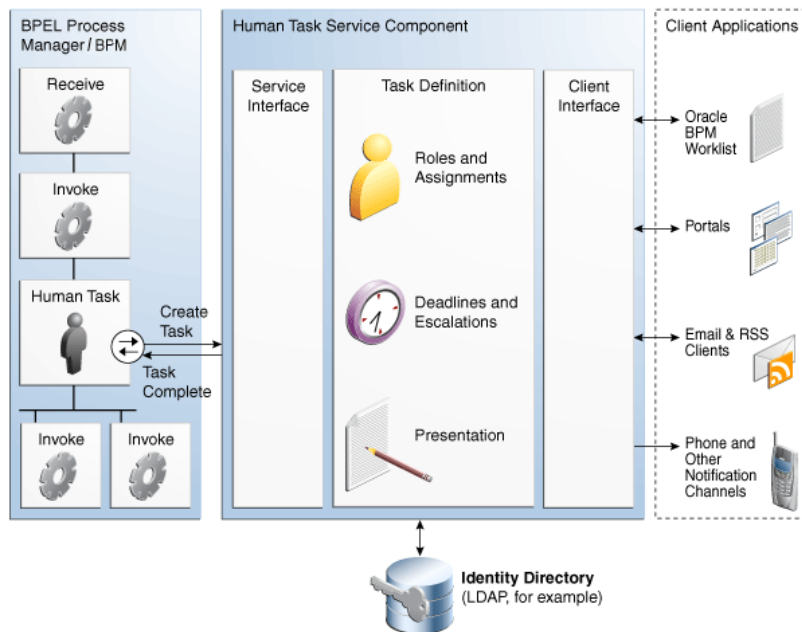 BPEL Process
Manager / BPM
Receive
Invoke
Human Task
Invoke
Invoke
Create
Task
Task
Complete
Human Task Service Component
Service
Interface
Task Definition
Roles and
Assignments
Deadlines and
Escalations
Presentation
Client
Interface
Client Applications
Oracle
BPM
Worklist
Portals
Email & RSS
Clients
Phone and
Other
Notification
Channels
Identity Directory
(LDAP, for example)